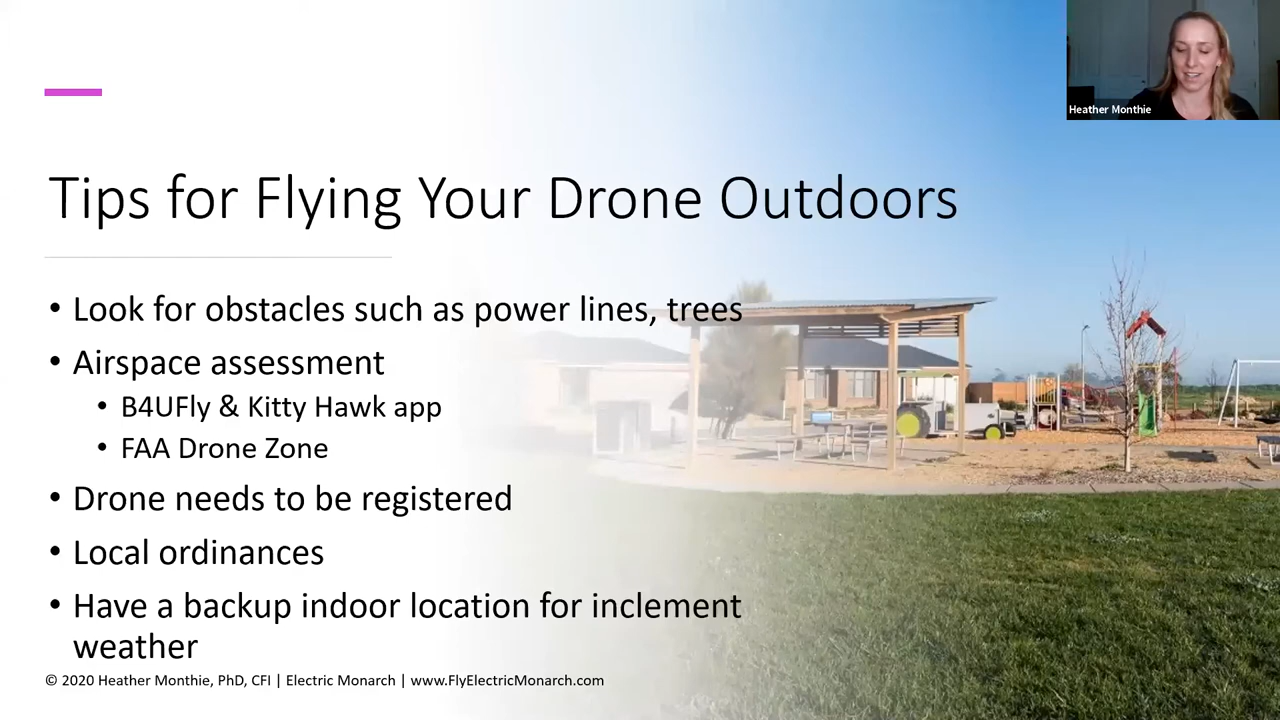 Heather Monthie
Tips for Flying Your Drone Outdoors
• Look for obstacles such as power lines, trees
• Airspace assessment
• B4UFly & Kitty Hawk app
• FAA Drone Zone
• Drone needs to be registered
• Local ordinances
• Have a backup indoor location for inclement
weather
© 2020 Heather Monthie, PhD, CFI | Electric Monarch | www.FlyElectricMonarch.com